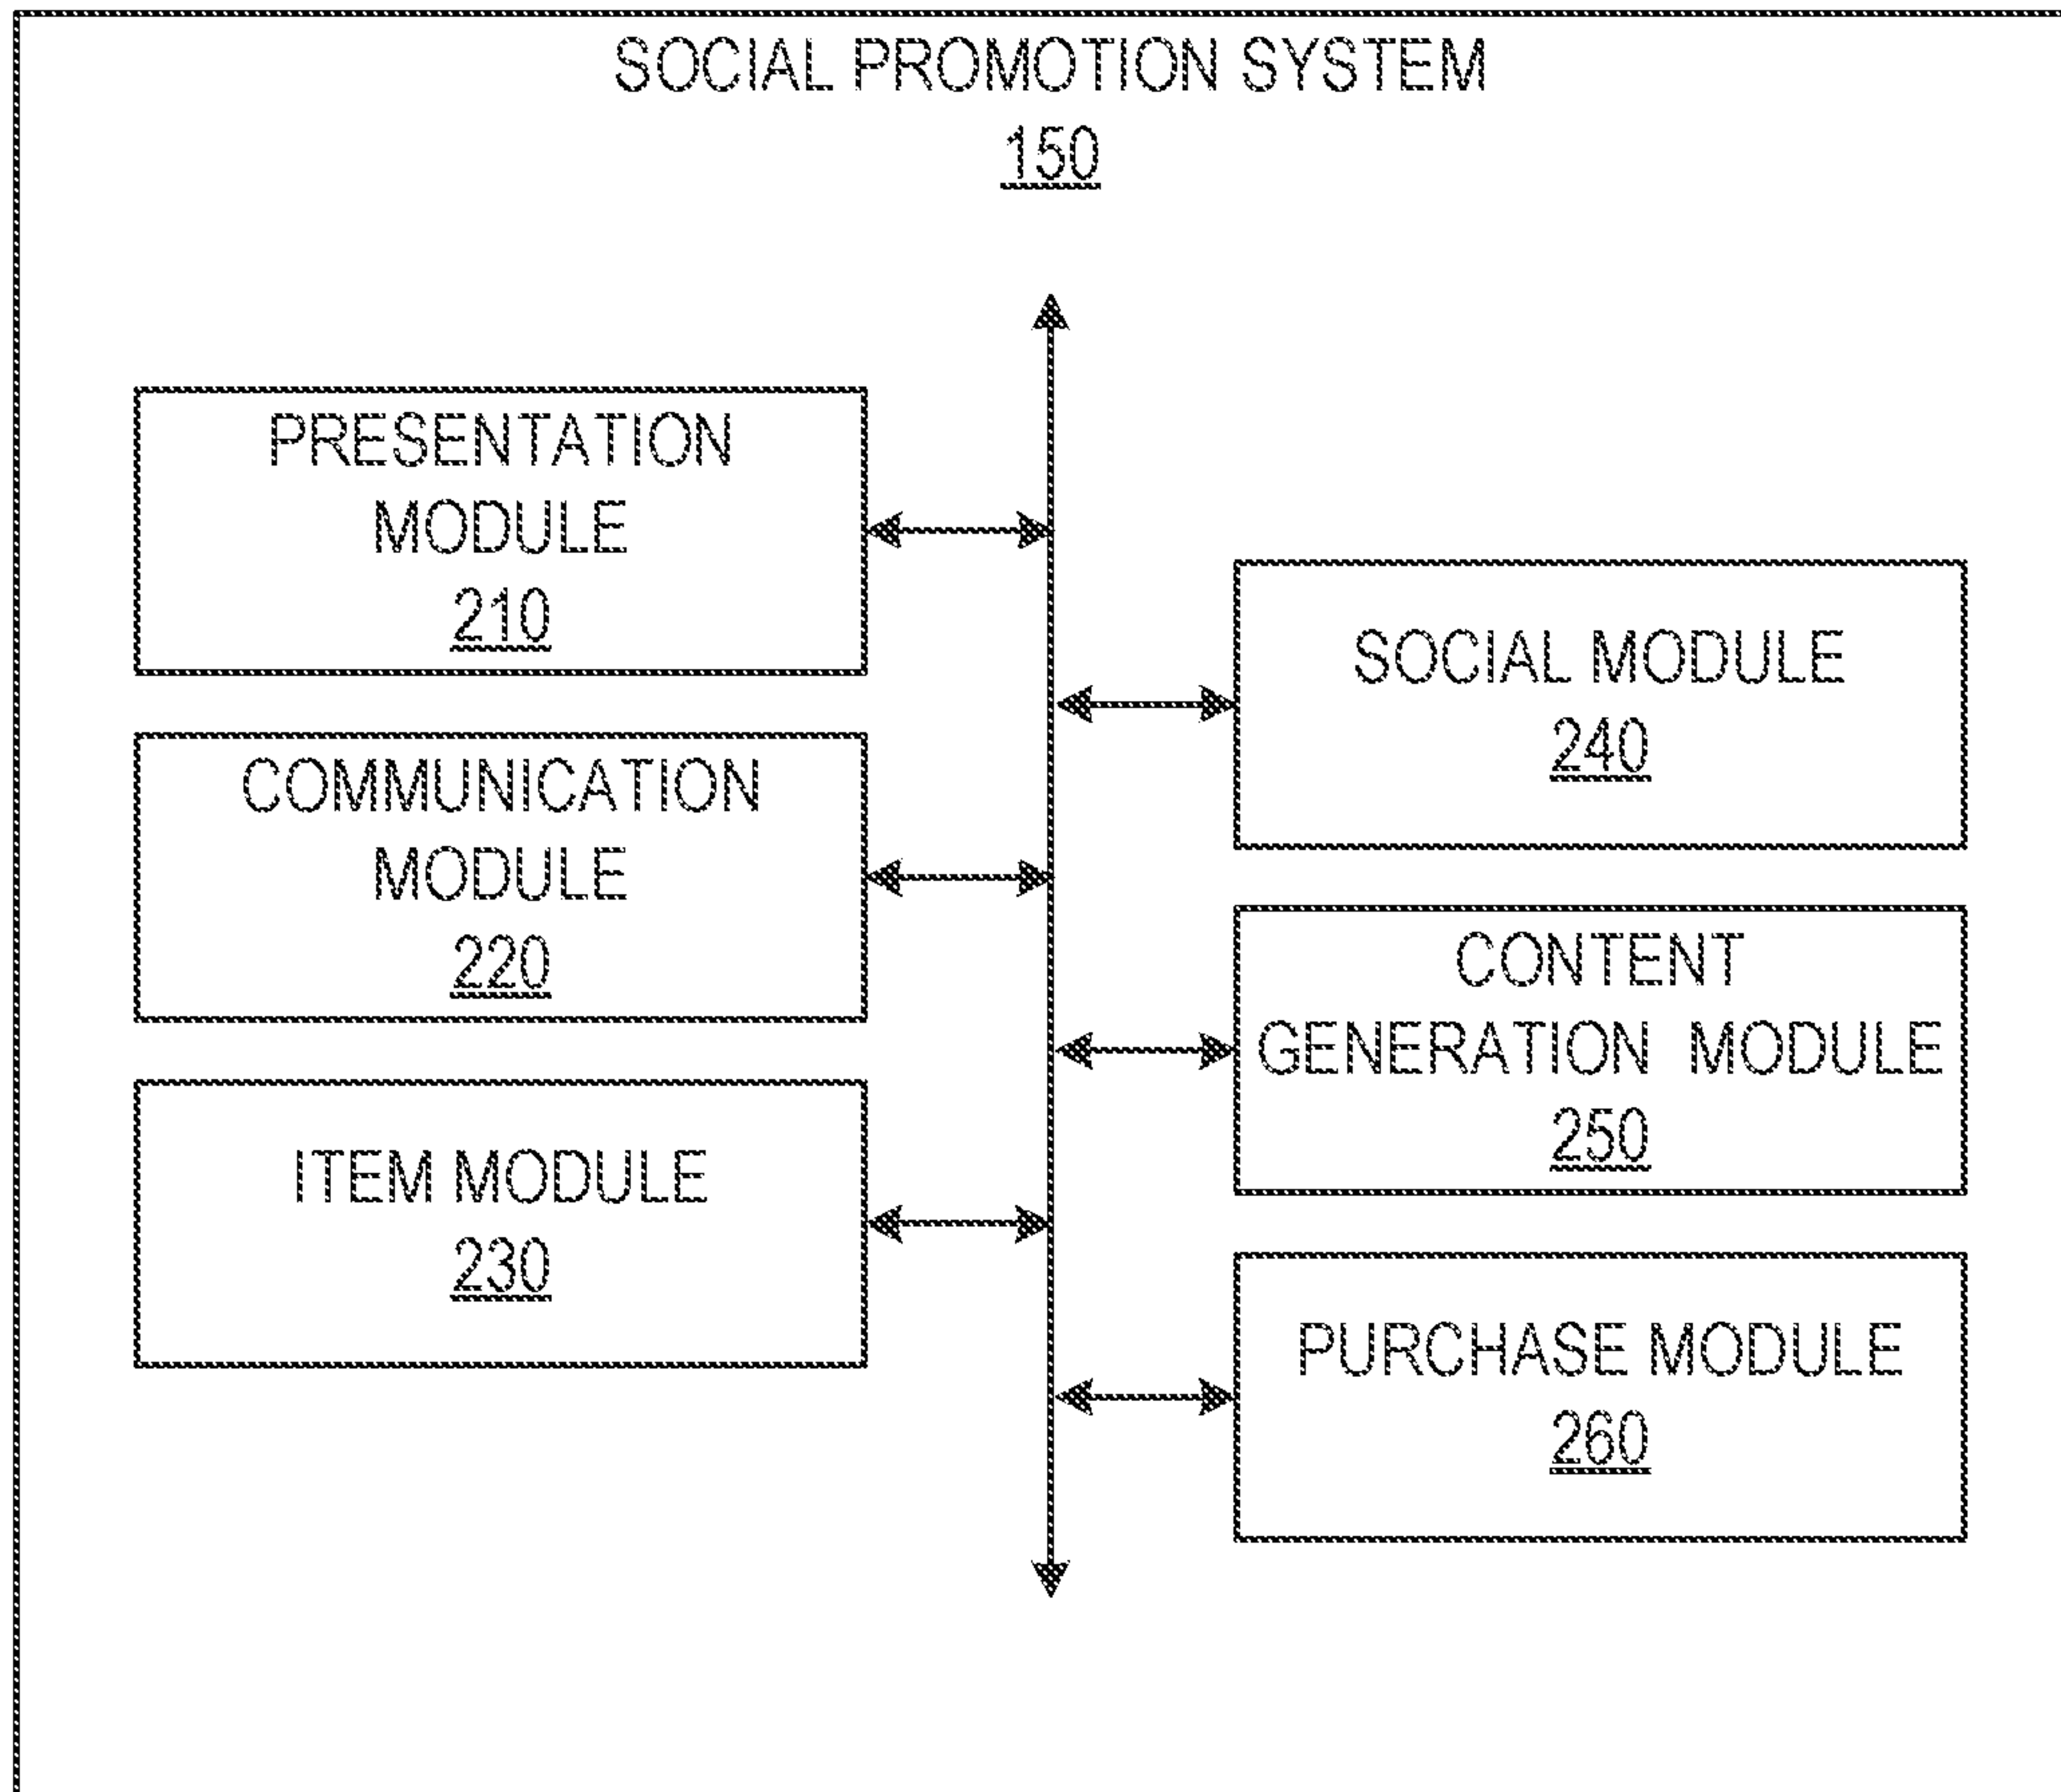 SOCIAL PROMOTION SYSTEM
150
PRESENTATION
MODULE
210
COMMUNICATION
MODULE
220
ITEM MODULE
230
SOCIAL MODULE
240
CONTENT
GENERATION MODULE
250
PURCHASE MODULE
260